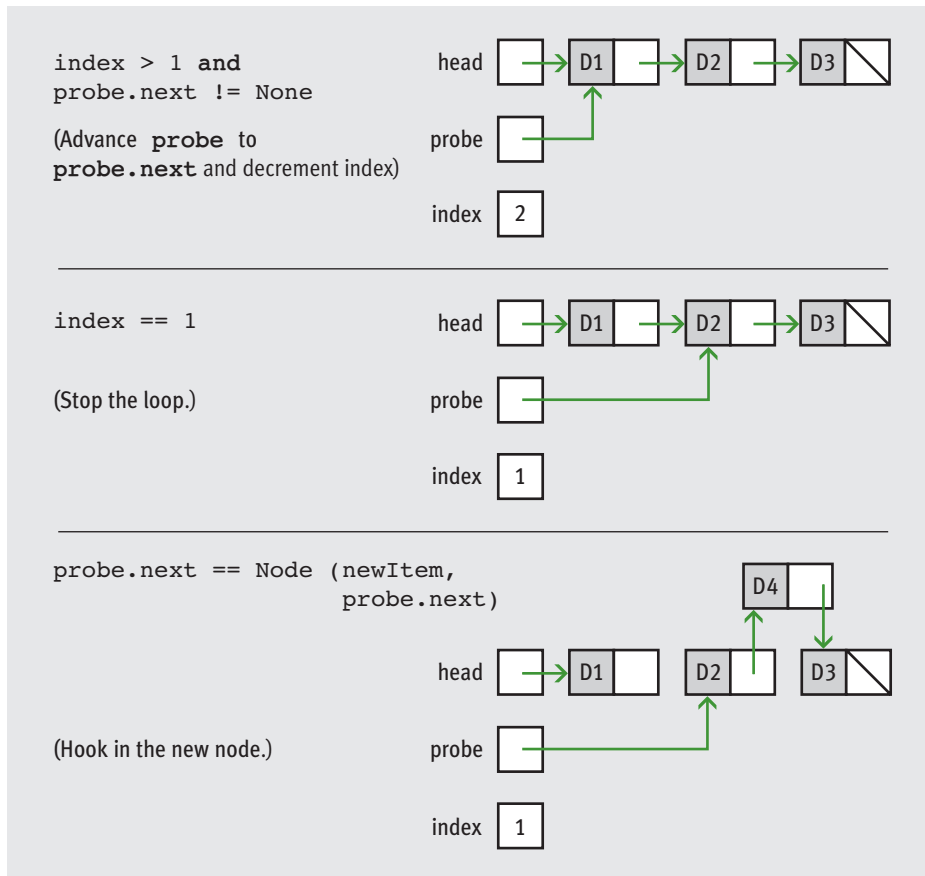 index > 1 and
probe.next != None
(Advance probe to
probe.next and decrement index)
head D1 D2 D3
probe
index 2
index == 1
(Stop the loop.)
head D1 D2 D3
probe
index 1
probe.next == Node (newItem,
probe.next)
D4
head D1 D2 D3
(Hook in the new node.)
probe
index 1